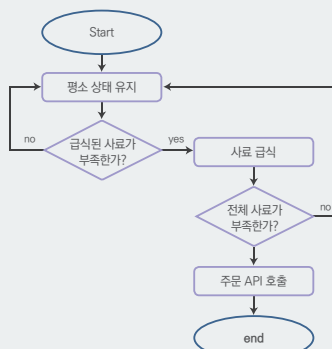 Start
평소 상태 유지
no
급식된 사료가
부족한가?
yes
사료 급식
전체 사료가
부족한가?
no
주문 API 호출
end